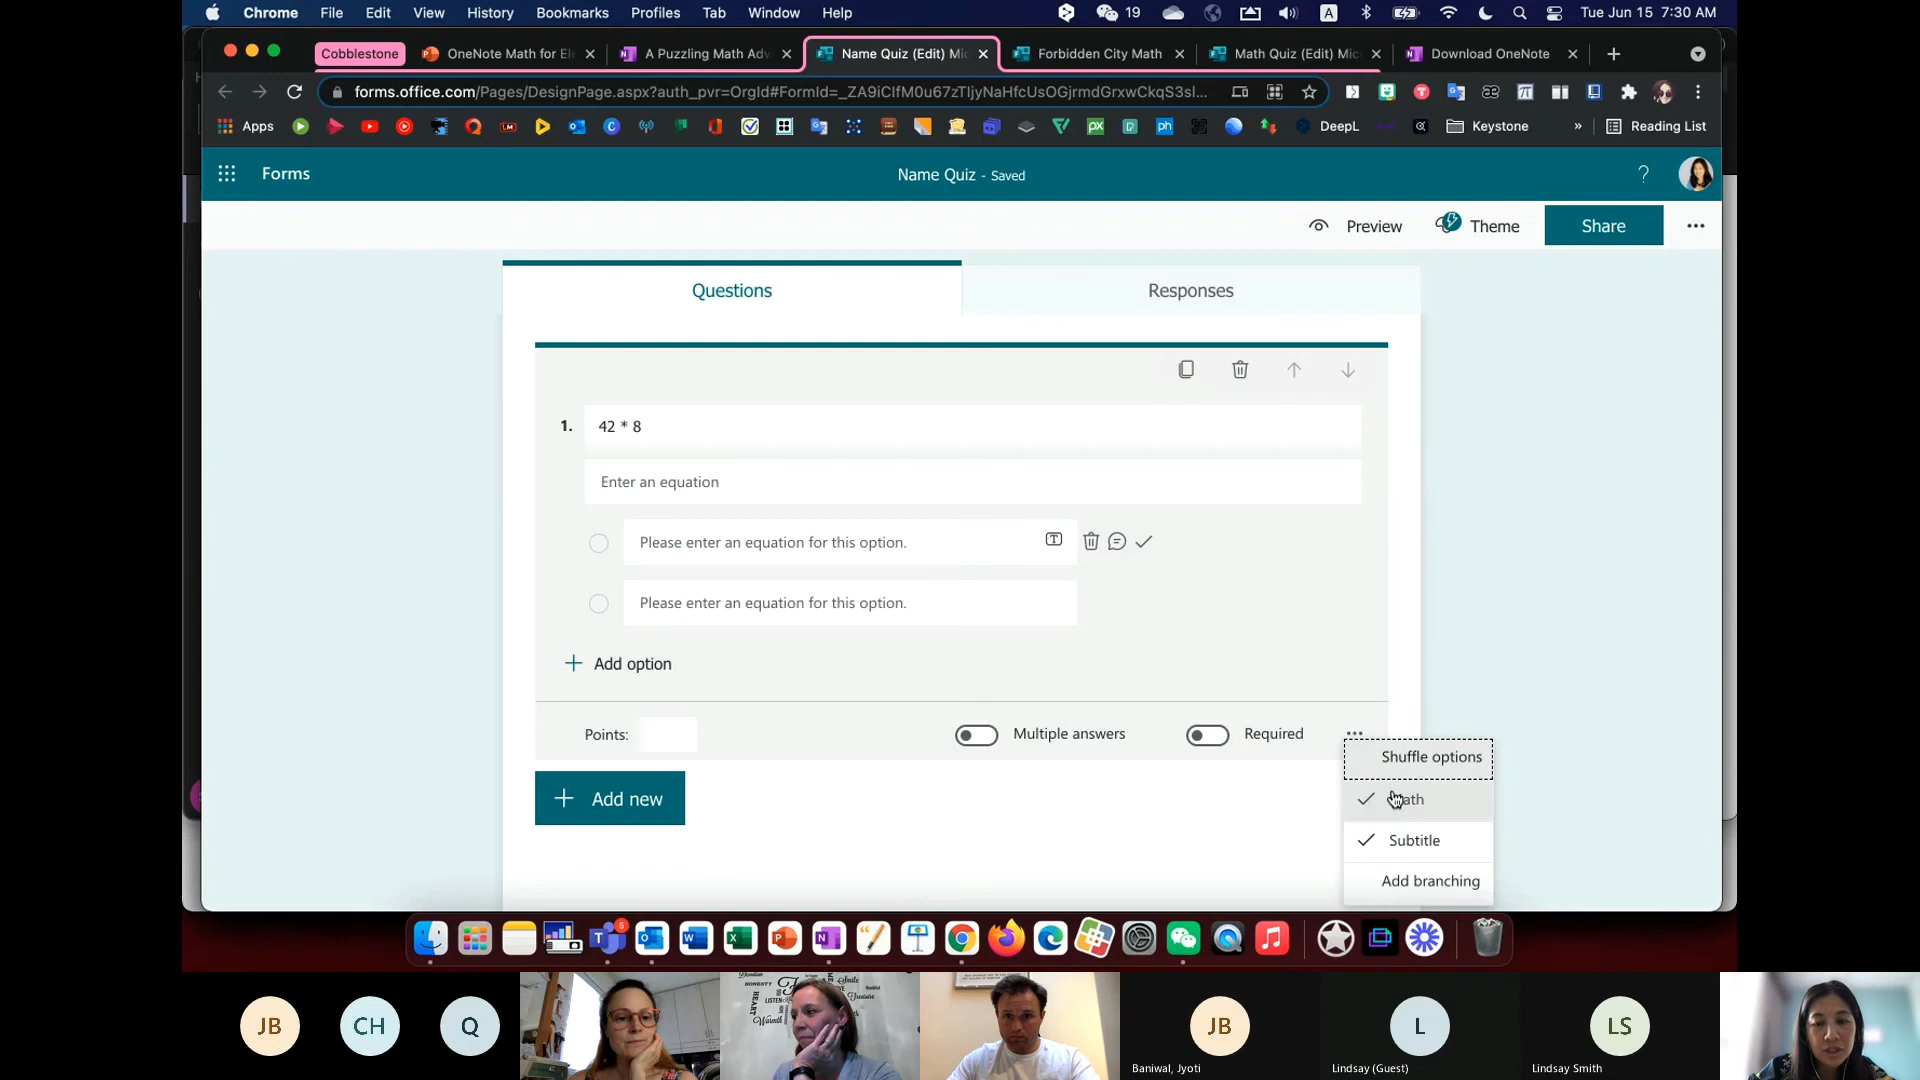 Chrome File Edit View History Bookmarks Profiles Tab Window Help 19 A Tue Jun 15 7:30 AM
Cobblestone OneNote Math for El A Puzzling Math Adv Name Quiz (Edit) Mi Forbidden City Math Math Quiz (Edit) Mic Download OneNote
forms.office.com/Pages/DesignPage.aspx?auth_pvr=OrgId#FormId=_ZA9iCIfM0u67zTIjyNaHfcUsOGjrmdGrxwCkqS3sI...
Apps DeepL Keystone » Reading List
Forms
Name Quiz - Saved
?
Preview Theme Share
Questions Responses
1. 42 * 8
Enter an equation
Please enter an equation for this option.
Please enter an equation for this option.
Add option
Points: Multiple answers Required
Shuffle options
ath
Subtitle
Add branching
Add new
JB CH Q JB L LS
Baniwal, Jyoti Lindsay (Guest) Lindsay Smith